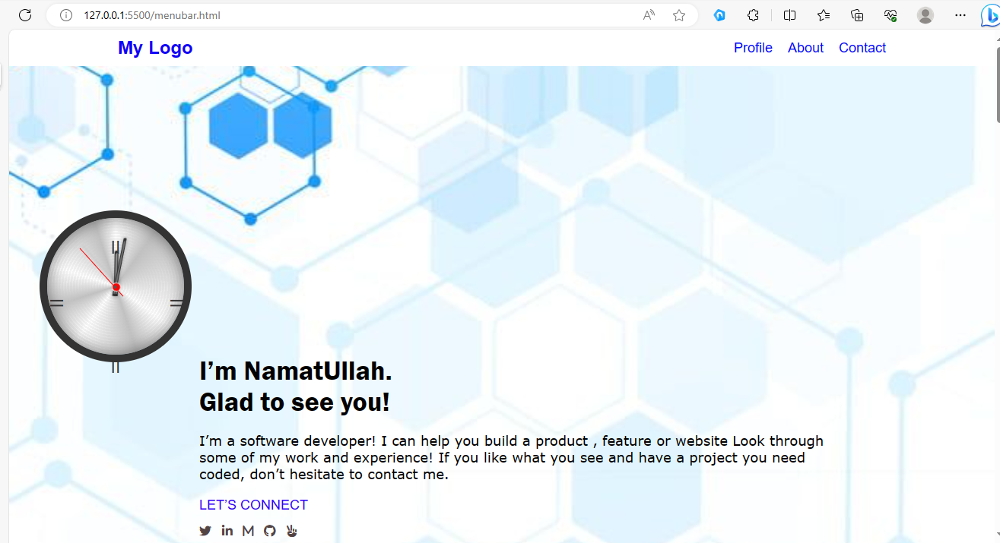 127.0.0.1:5500/menubar.html
My Logo
Profile About Contact
I’m NamatUllah.
Glad to see you!
I’m a software developer! I can help you build a product , feature or website Look through
some of my work and experience! If you like what you see and have a project you need
coded, don’t hesitate to contact me.
LET’S CONNECT